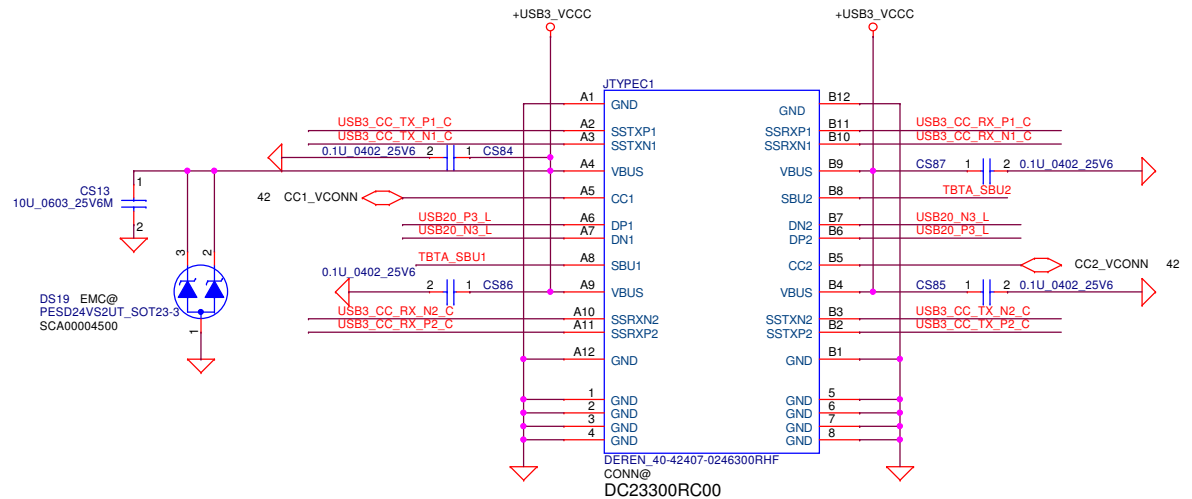 +USB3_VCCC
+USB3_VCCC
JTYPEC1
A1 GND GND B12
USB3_CC_TX_P1_C A2 SSTXP1 SSRXP1 B11 USB3_CC_RX_P1_C
USB3_CC_TX_N1_C A3 SSTXN1 SSRXN1 B10 USB3_CC_RX_N1_C
0.1U_0402_25V6 2 1 CS84
A4 VBUS VBUS B9 CS87 1 2 0.1U_0402_25V6
CS13 1
10U_0603_25V6M
2
42 CC1_VCONN A5 CC1 SBU2 B8 TBTA_SBU2
USB20_P3_L A6 DP1 DN2 B7 USB20_N3_L
USB20_N3_L A7 DN1 DP2 B6 USB20_P3_L
TBTA_SBU1 A8 SBU1 CC2 B5 CC2_VCONN 42
0.1U_0402_25V6 2 1 CS86
A9 VBUS VBUS B4 CS85 1 2 0.1U_0402_25V6
3 2
DS19 EMC@
PESD24VS2UT_SOT23-3
SCA00004500
1
USB3_CC_RX_N2_C A10 SSRXN2 SSTXN2 B3 USB3_CC_TX_N2_C
USB3_CC_RX_P2_C A11 SSRXP2 SSTXP2 B2 USB3_CC_TX_P2_C
A12 GND GND B1
1 GND GND 5
2 GND GND 6
3 GND GND 7
4 GND GND 8
DEREN_40-42407-0246300RHF
CONN@
DC23300RC00